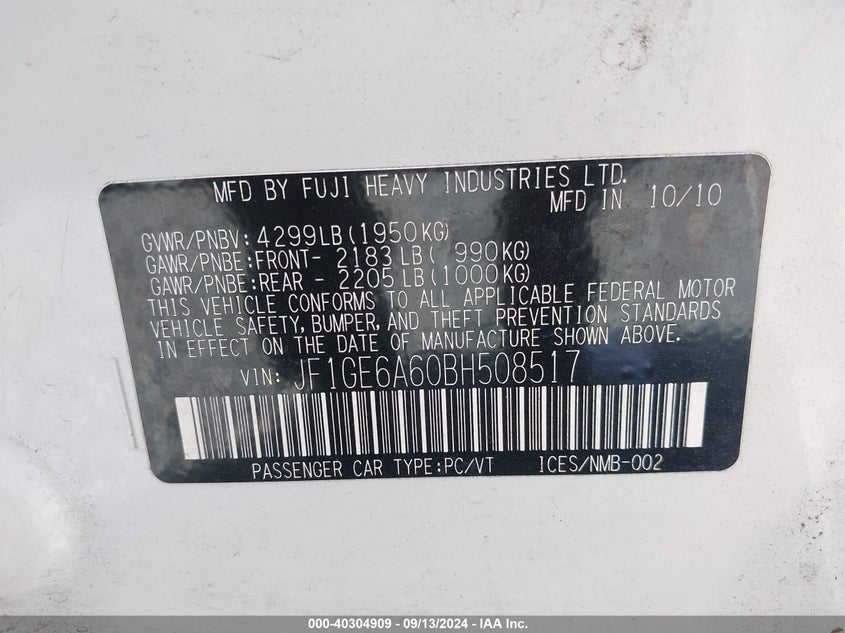 MFD BY FUJI HEAVY INDUSTRIES LTD.
MFD IN 10/10
GVWR/PNBV: 4299LB(1950KG)
GAWR/PNBE:FRONT- 2183LB( 990KG)
GAWR/PNBE:REAR - 2205LB(1000KG)
THIS VEHICLE CONFORMS TO ALL APPLICABLE FEDERAL MOTOR
VEHICLE SAFETY, BUMPER, AND THEFT PREVENTION STANDARDS
IN EFFECT ON THE DATE OF MANUFACTURE SHOWN ABOVE.
VIN: JF1GE6A60BH508517
PASSENGER CAR TYPE:PC/VT ICES/NMB-002
000-40304909 - 09/13/2024 - IAA Inc.